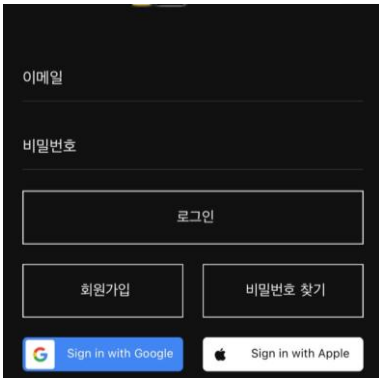 이메일
비밀번호
로그인
회원가입
비밀번호 찾기
Sign in with Google
Sign in with Apple